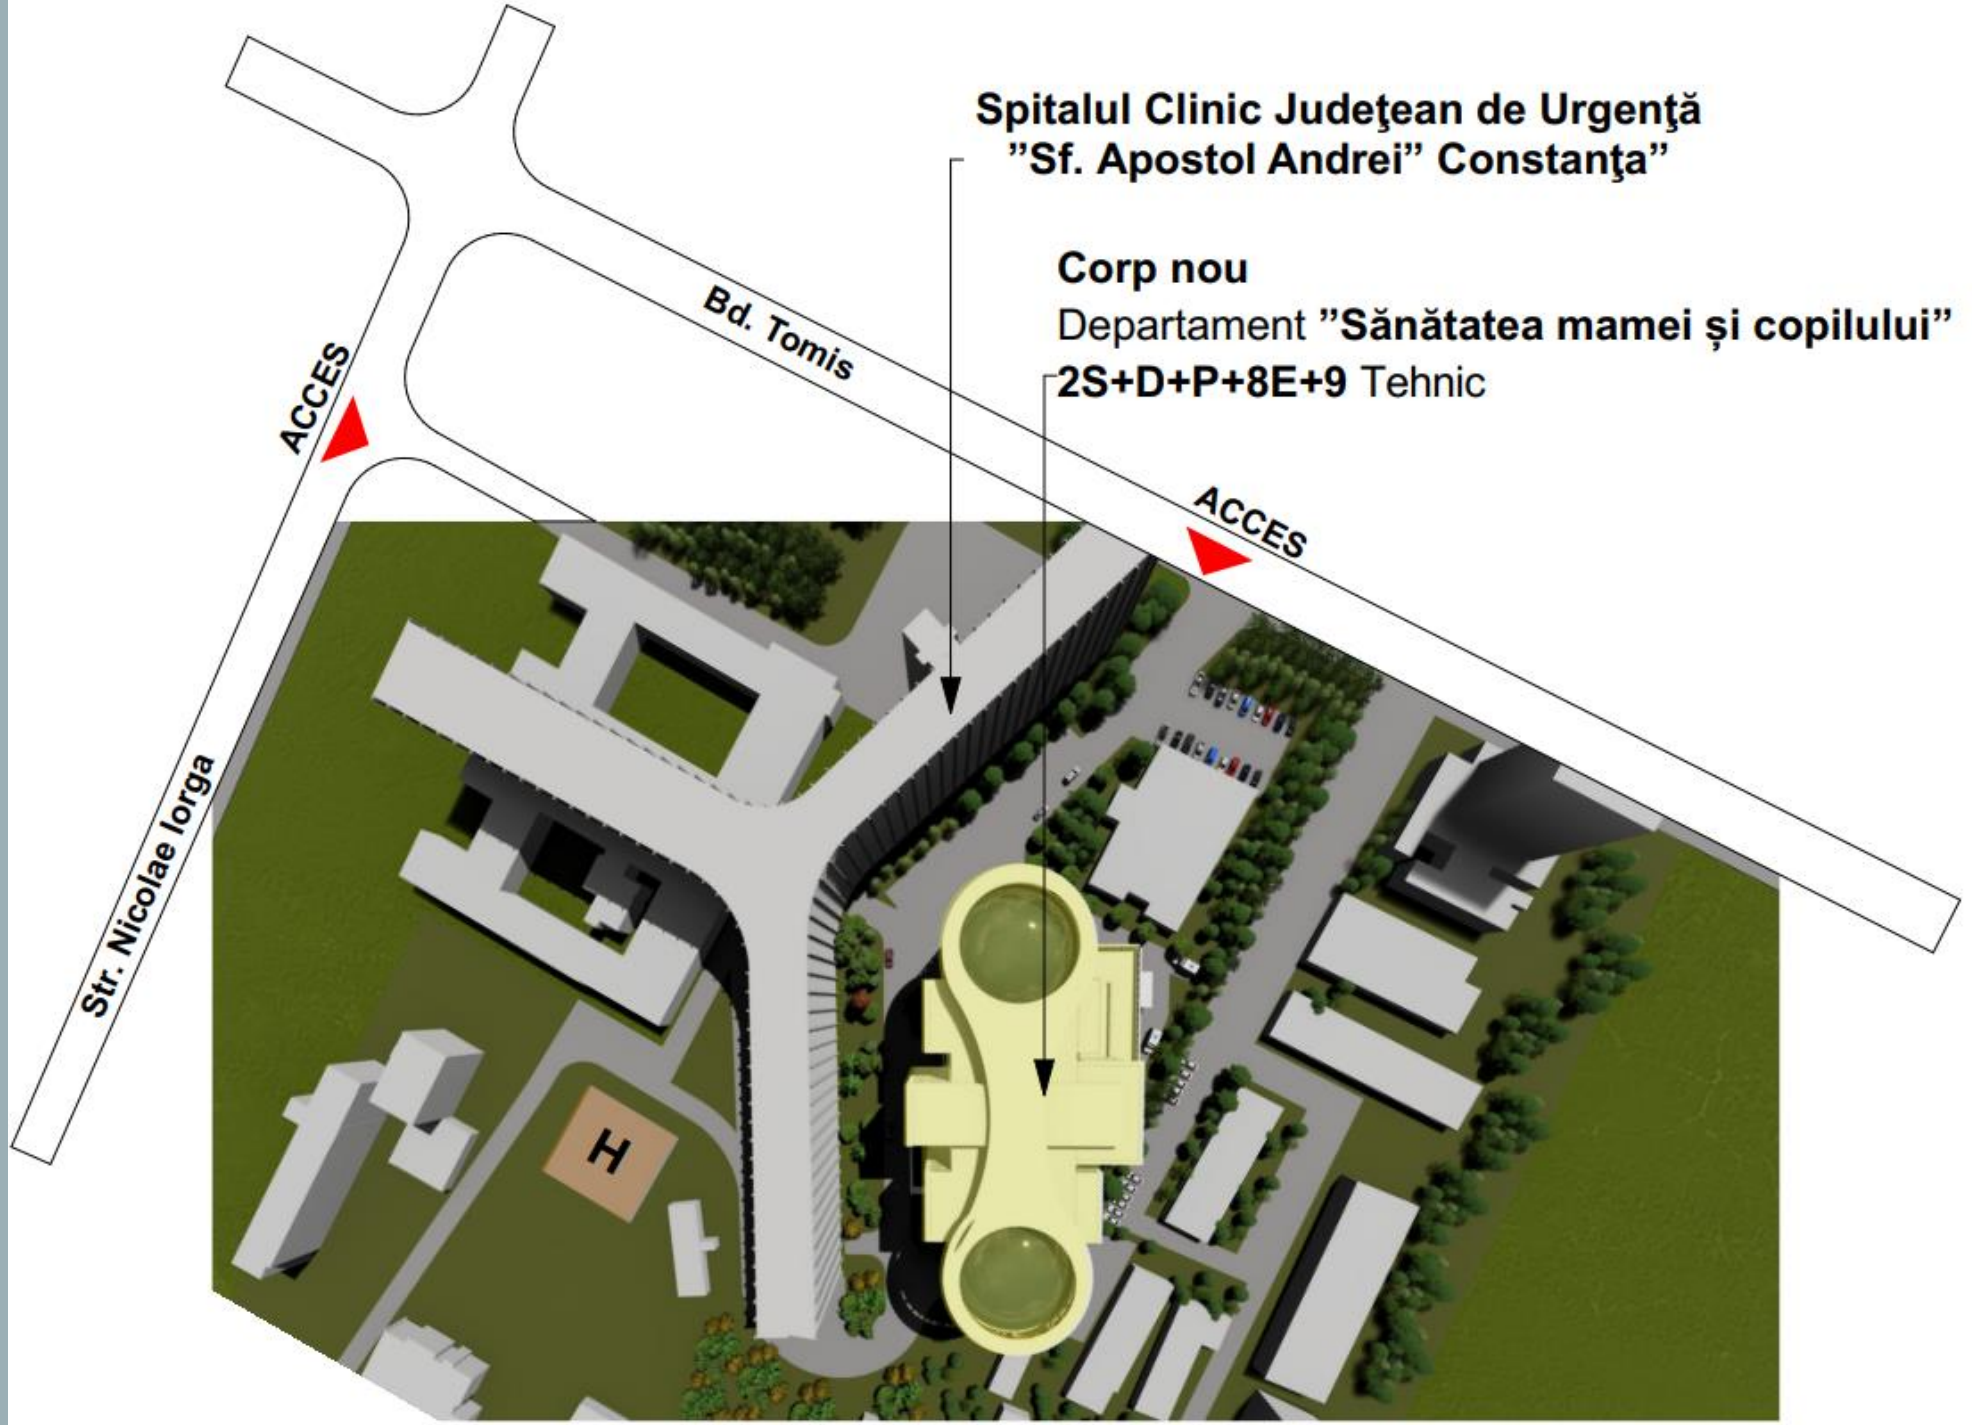 Spitalul Clinic Judeţean de Urgenţă
”Sf. Apostol Andrei” Constanţa”
Corp nou
Departament ”Sănătatea mamei și copilului”
2S+D+P+8E+9 Tehnic
Bd. Tomis
ACCES
ACCES
Str. Nicolae Iorga
H